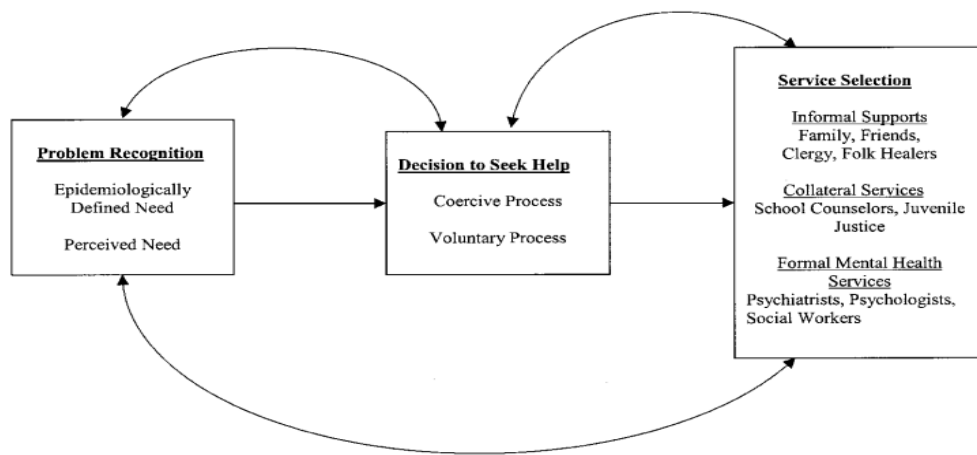 Problem Recognition
Epidemiologically
Defined Need
Perceived Need
Decision to Seek Help
Coercive Process
Voluntary Process
Service Selection
Informal Supports
Family, Friends,
Clergy, Folk Healers
Collateral Services
School Counselors, Juvenile
Justice
Formal Mental Health
Services
Psychiatrists, Psychologists,
Social Workers